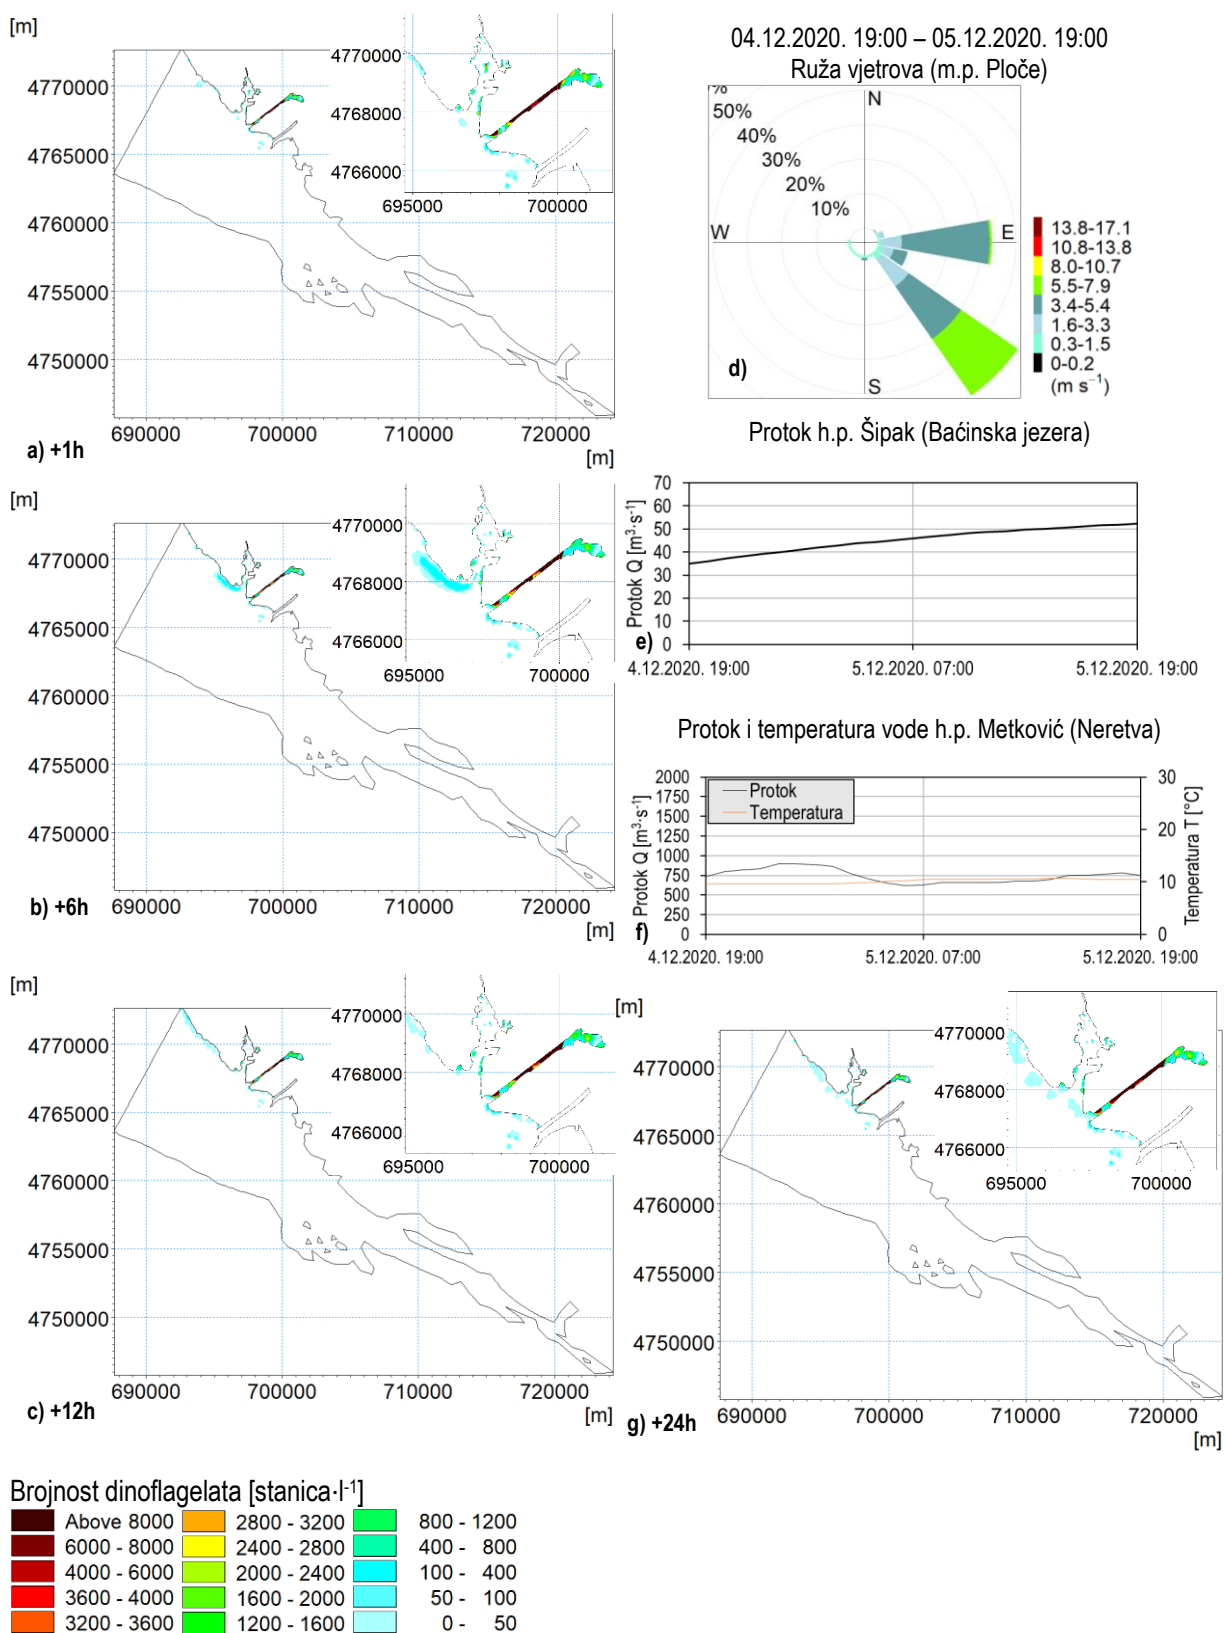 [m]
4770000
4765000
4760000
4755000
4750000
690000 700000 710000 720000
[m]
a) +1h
4770000
4768000
4766000
695000 700000
04.12.2020. 19:00 – 05.12.2020. 19:00
Ruža vjetrova (m.p. Ploče)
%
50%
40%
30%
20%
10%
N
W
E
S
d)
13.8-17.1
10.8-13.8
8.0-10.7
5.5-7.9
3.4-5.4
1.6-3.3
0.3-1.5
0-0.2
(m s⁻¹)
Protok h.p. Šipak (Baćinska jezera)
Protok Q [m³·s⁻¹]
70
60
50
40
30
20
10
0
e)
4.12.2020. 19:00 5.12.2020. 07:00 5.12.2020. 19:00
[m]
4770000
4765000
4760000
4755000
4750000
690000 700000 710000 720000
[m]
b) +6h
4770000
4768000
4766000
695000 700000
Protok i temperatura vode h.p. Metković (Neretva)
Protok Q [m³·s⁻¹]
2000
1750
1500
1250
1000
750
500
250
0
Protok
Temperatura
30
20
10
0
Temperatura T [°C]
f)
4.12.2020. 19:00 5.12.2020. 07:00 5.12.2020. 19:00
[m]
4770000
4765000
4760000
4755000
4750000
690000 700000 710000 720000
[m]
c) +12h
4770000
4768000
4766000
695000 700000
[m]
4770000
4765000
4760000
4755000
4750000
690000 700000 710000 720000
[m]
g) +24h
4770000
4768000
4766000
695000 700000
Brojnost dinoflagelata [stanica·l⁻¹]
Above 8000 2800 - 3200 800 - 1200
6000 - 8000 2400 - 2800 400 - 800
4000 - 6000 2000 - 2400 100 - 400
3600 - 4000 1600 - 2000 50 - 100
3200 - 3600 1200 - 1600 0 - 50